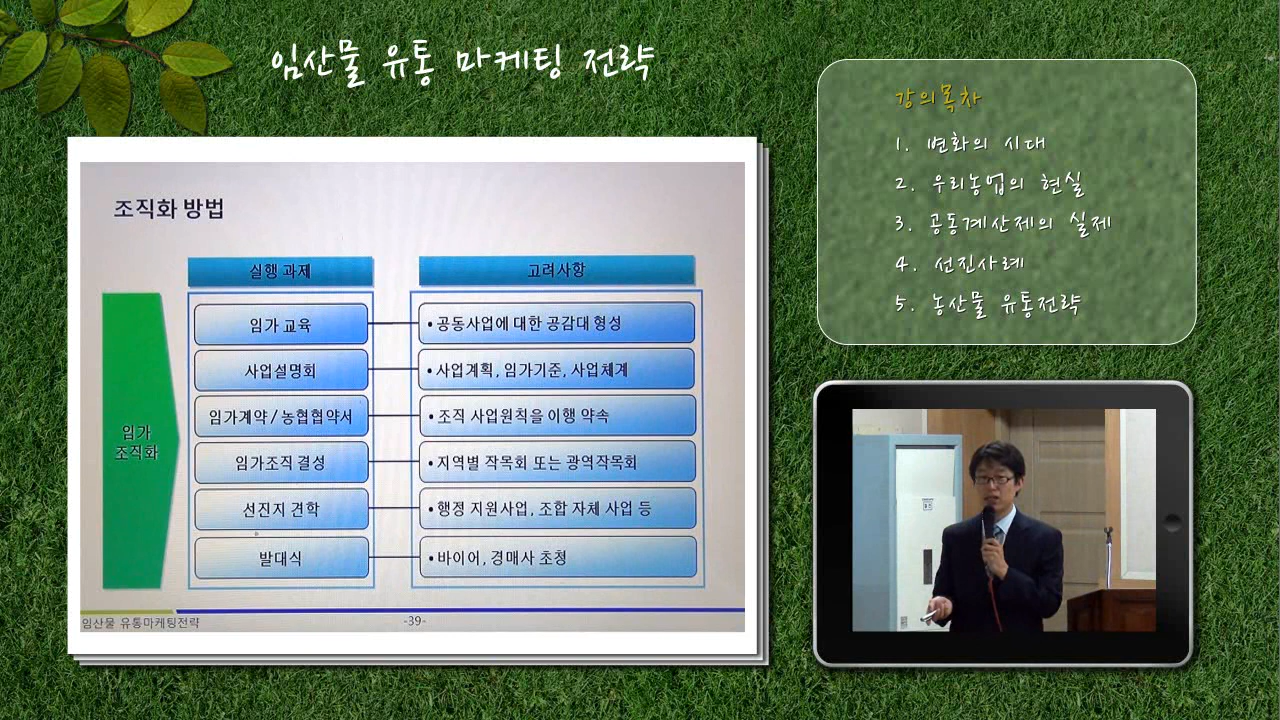 임산물 유통 마케팅 전략
강의목차
1. 변화의 시대
2. 우리농업의 현실
3. 공동계산제의 실제
4. 선진사례
5. 농산물 유통전략
조직화 방법
실행 과제
고려사항
임가
조직화
임가 교육
•공동사업에 대한 공감대 형성
사업설명회
•사업계획, 임가기준, 사업체계
임가계약 / 농협협약서
•조직 사업원칙을 이행 약속
임가조직 결성
•지역별 작목회 또는 광역작목회
선진지 견학
•행정 지원사업, 조합 자체 사업 등
발대식
•바이어, 경매사 초청
임산물 유통마케팅전략
-39-